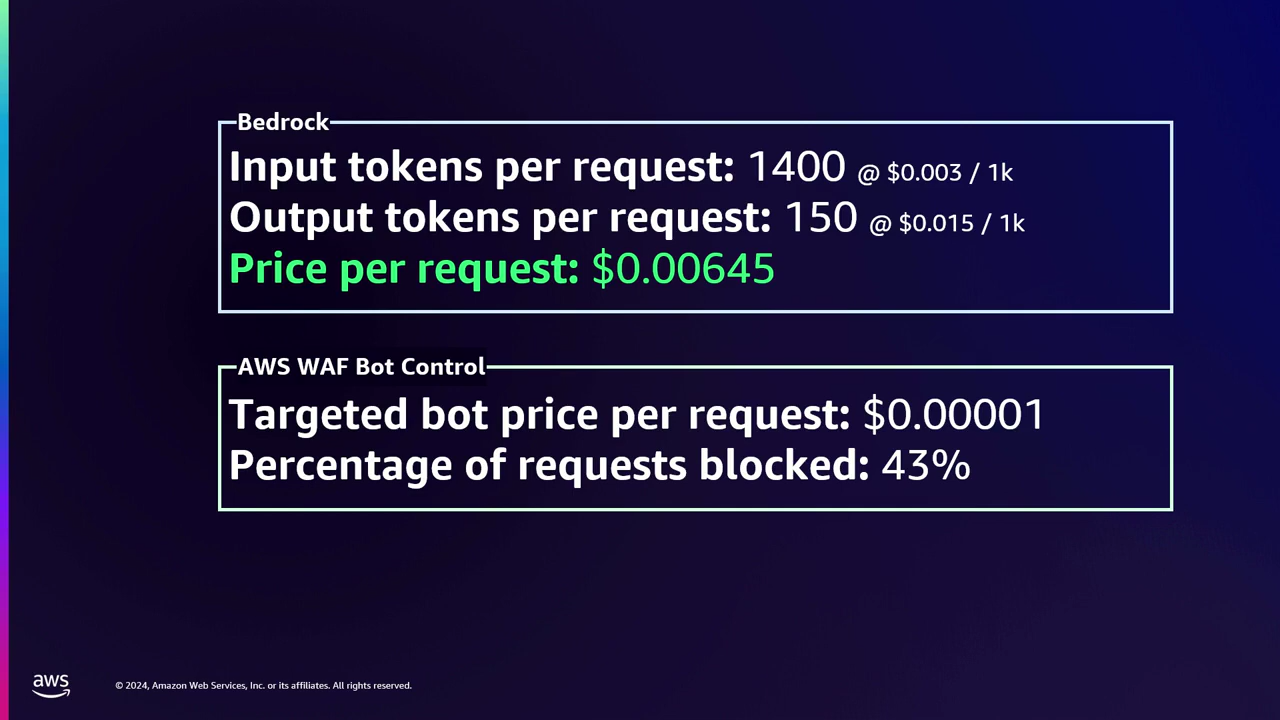 Bedrock
Input tokens per request: 1400 @ $0.003 / 1k
Output tokens per request: 150 @ $0.015 / 1k
Price per request: $0.00645
AWS WAF Bot Control
Targeted bot price per request: $0.00001
Percentage of requests blocked: 43%
aws
© 2024, Amazon Web Services, Inc. or its affiliates. All rights reserved.